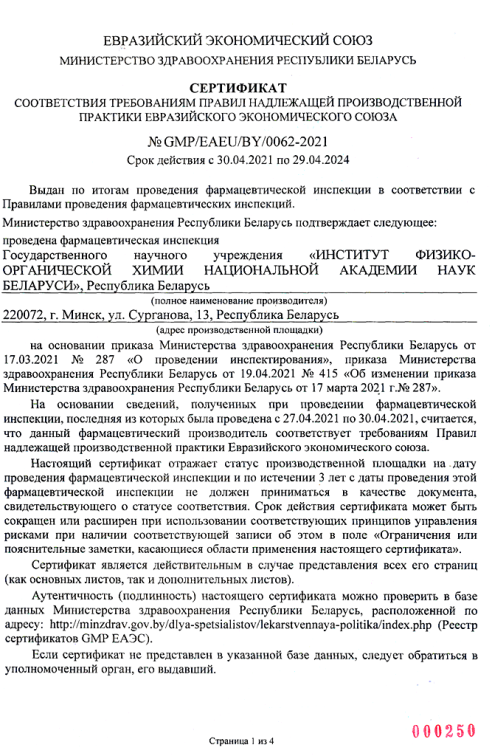 ЕВРАЗИЙСКИЙ ЭКОНОМИЧЕСКИЙ СОЮЗ
МИНИСТЕРСТВО ЗДРАВООХРАНЕНИЯ РЕСПУБЛИКИ БЕЛАРУСЬ
СЕРТИФИКАТ
СООТВЕТСТВИЯ ТРЕБОВАНИЯМ ПРАВИЛ НАДЛЕЖАЩЕЙ ПРОИЗВОДСТВЕННОЙ
ПРАКТИКИ ЕВРАЗИЙСКОГО ЭКОНОМИЧЕСКОГО СОЮЗА
№ GMP/EAEU/BY/0062-2021
Срок действия с 30.04.2021 по 29.04.2024
Выдан по итогам проведения фармацевтической инспекции в соответствии с
Правилами проведения фармацевтических инспекций.
Министерство здравоохранения Республики Беларусь подтверждает следующее:
проведена фармацевтическая инспекция
Государственного научного учреждения «ИНСТИТУТ ФИЗИКО-
ОРГАНИЧЕСКОЙ ХИМИИ НАЦИОНАЛЬНОЙ АКАДЕМИИ НАУК
БЕЛАРУСИ», Республика Беларусь
(полное наименование производителя)
220072, г. Минск, ул. Сурганова, 13, Республика Беларусь
(адрес производственной площадки)
на основании приказа Министерства здравоохранения Республики Беларусь от
17.03.2021 № 287 «О проведении инспектирования», приказа Министерства
здравоохранения Республики Беларусь от 19.04.2021 № 415 «Об изменении приказа
Министерства здравоохранения Республики Беларусь от 17 марта 2021 г.№ 287».
На основании сведений, полученных при проведении фармацевтической
инспекции, последняя из которых была проведена с 27.04.2021 по 30.04.2021, считается,
что данный фармацевтический производитель соответствует требованиям Правил
надлежащей производственной практики Евразийского экономического союза.
Настоящий сертификат отражает статус производственной площадки на дату
проведения фармацевтической инспекции и по истечении 3 лет с даты проведения этой
фармацевтической инспекции не должен приниматься в качестве документа,
свидетельствующего о статусе соответствия. Срок действия сертификата может быть
сокращен или расширен при использовании соответствующих принципов управления
рисками при наличии соответствующей записи об этом в поле «Ограничения или
пояснительные заметки, касающиеся области применения настоящего сертификата».
Сертификат является действительным в случае представления всех его страниц
(как основных листов, так и дополнительных листов).
Аутентичность (подлинность) настоящего сертификата можно проверить в базе
данных Министерства здравоохранения Республики Беларусь, расположенной по
адресу: http://minzdrav.gov.by/dlya-spetsialistov/lekarstvennaya-politika/index.php (Реестр
сертификатов GMP ЕАЭС).
Если сертификат не представлен в указанной базе данных, следует обратиться в
уполномоченный орган, его выдавший.
000250
Страница 1 из 4